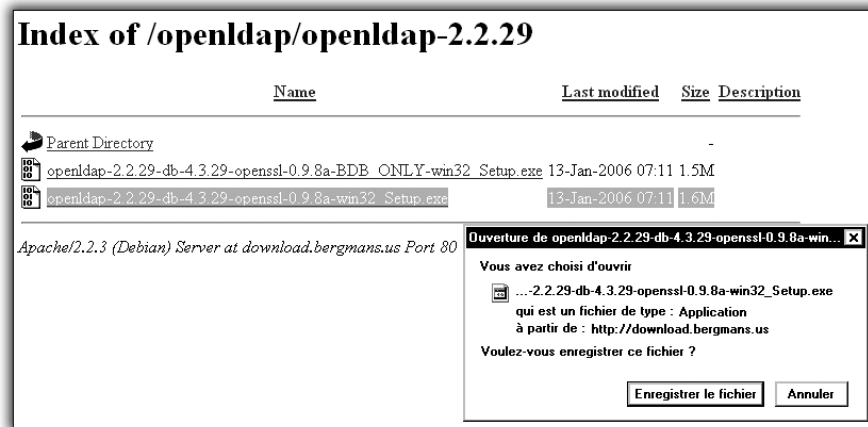 Index of /openldap/openldap-2.2.29
Name Last modified Size Description
Parent Directory -
openldap-2.2.29-db-4.3.29-openssl-0.9.8a-BDB_ONLY-win32_Setup.exe 13-Jan-2006 07:11 1.5M
openldap-2.2.29-db-4.3.29-openssl-0.9.8a-win32_Setup.exe 13-Jan-2006 07:11 1.6M
Apache/2.2.3 (Debian) Server at download.bergmans.us Port 80
Ouverture de openldap-2.2.29-db-4.3.29-openssl-0.9.8a-win...
Vous avez choisi d'ouvrir
...-2.2.29-db-4.3.29-openssl-0.9.8a-win32_Setup.exe
qui est un fichier de type : Application
à partir de : http://download.bergmans.us
Voulez-vous enregistrer ce fichier ?
Enregistrer le fichier Annuler